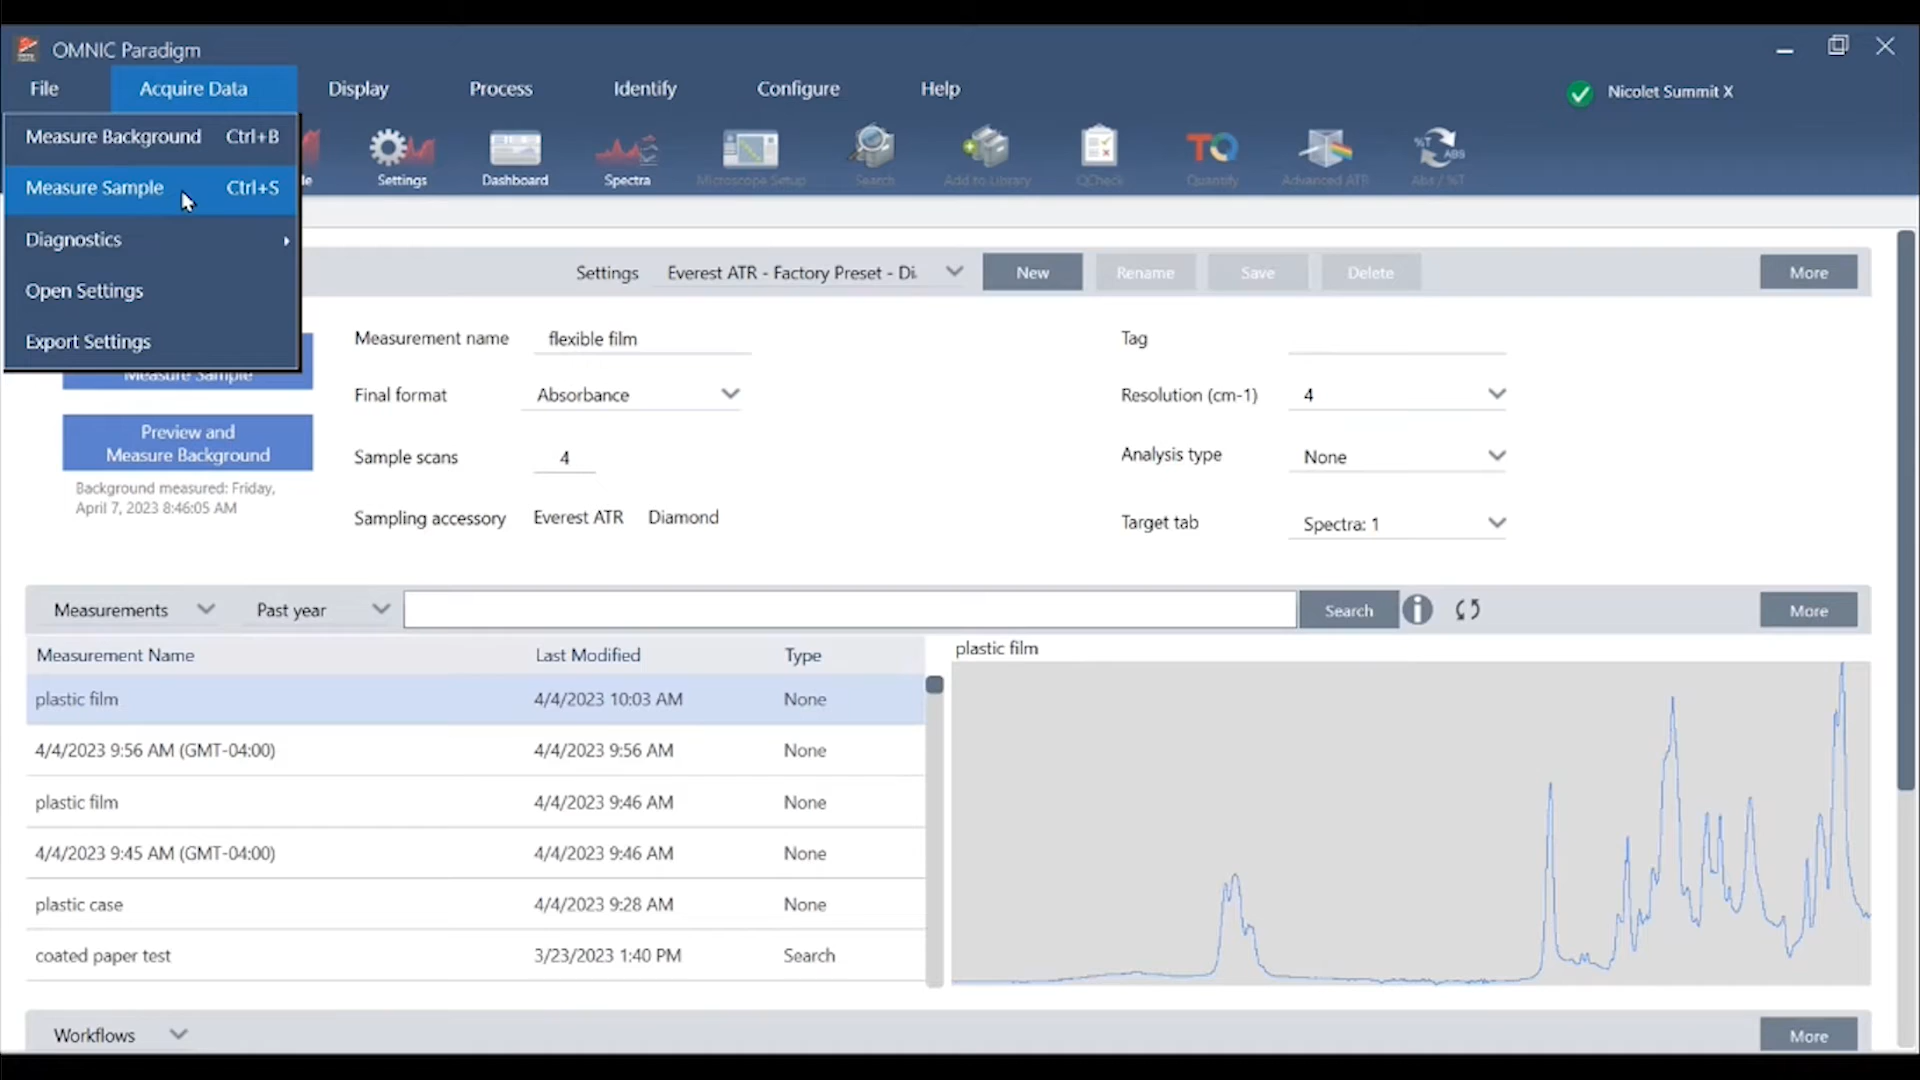 OMNIC Paradigm
File Acquire Data Display Process Identify Configure Help
Nicolet Summit X
Measure Background Ctrl+B
Measure Sample Ctrl+S
Diagnostics
Open Settings
Export Settings
le Settings Dashboard Spectra Microscope Setup Search Add to Library QCheck Quantify Advanced ATR Abs / %T
TQ
%T ABS
Settings Everest ATR - Factory Preset - Di New Rename Save Delete More
Measure Sample
Preview and
Measure Background
Background measured: Friday,
April 7, 2023 8:46:05 AM
Measurement name flexible film
Final format Absorbance
Sample scans 4
Sampling accessory Everest ATR Diamond
Tag
Resolution (cm-1) 4
Analysis type None
Target tab Spectra: 1
Measurements Past year Search More
Measurement Name Last Modified Type
plastic film 4/4/2023 10:03 AM None
4/4/2023 9:56 AM (GMT-04:00) 4/4/2023 9:56 AM None
plastic film 4/4/2023 9:46 AM None
4/4/2023 9:45 AM (GMT-04:00) 4/4/2023 9:46 AM None
plastic case 4/4/2023 9:28 AM None
coated paper test 3/23/2023 1:40 PM Search
plastic film
Workflows More